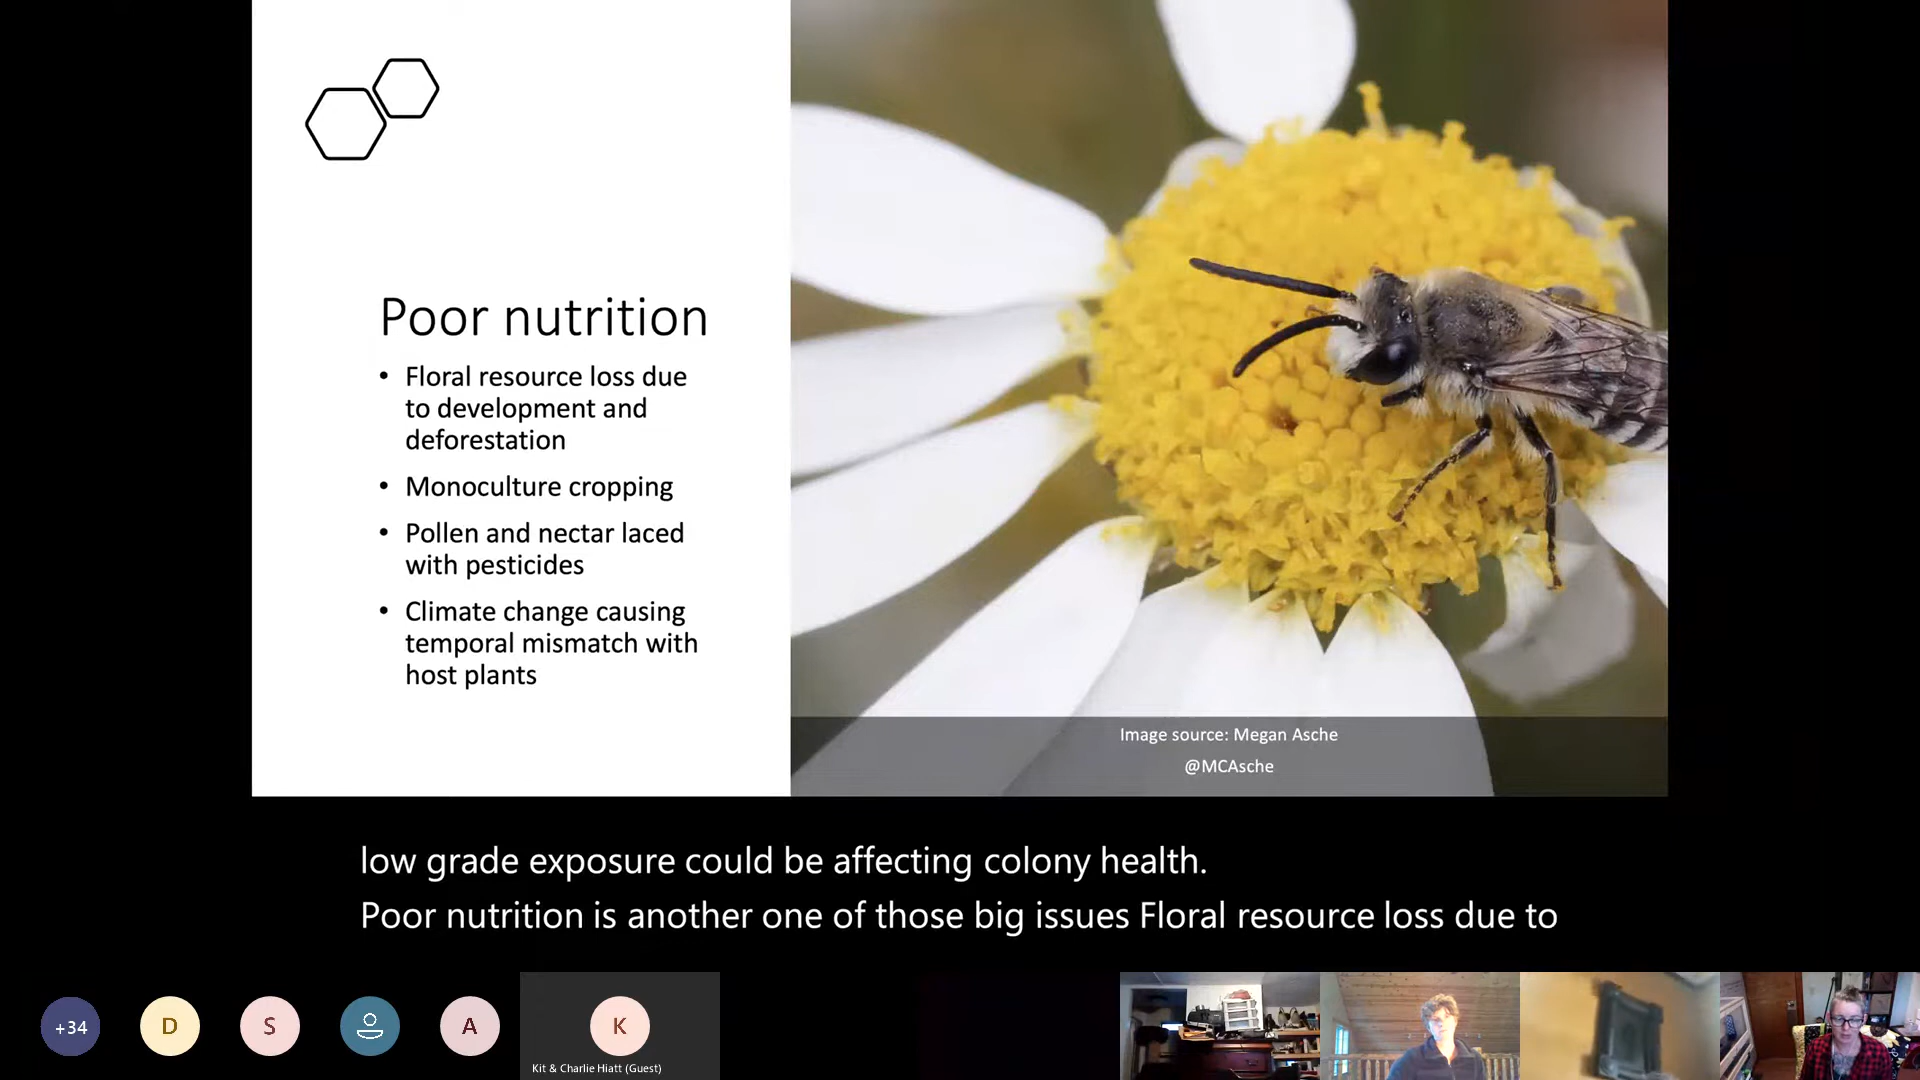 Poor nutrition
• Floral resource loss due
to development and
deforestation
• Monoculture cropping
• Pollen and nectar laced
with pesticides
• Climate change causing
temporal mismatch with
host plants
Image source: Megan Asche
@MCAsche
low grade exposure could be affecting colony health.
Poor nutrition is another one of those big issues Floral resource loss due to
+34
D
S
A
K
Kit & Charlie Hiatt (Guest)